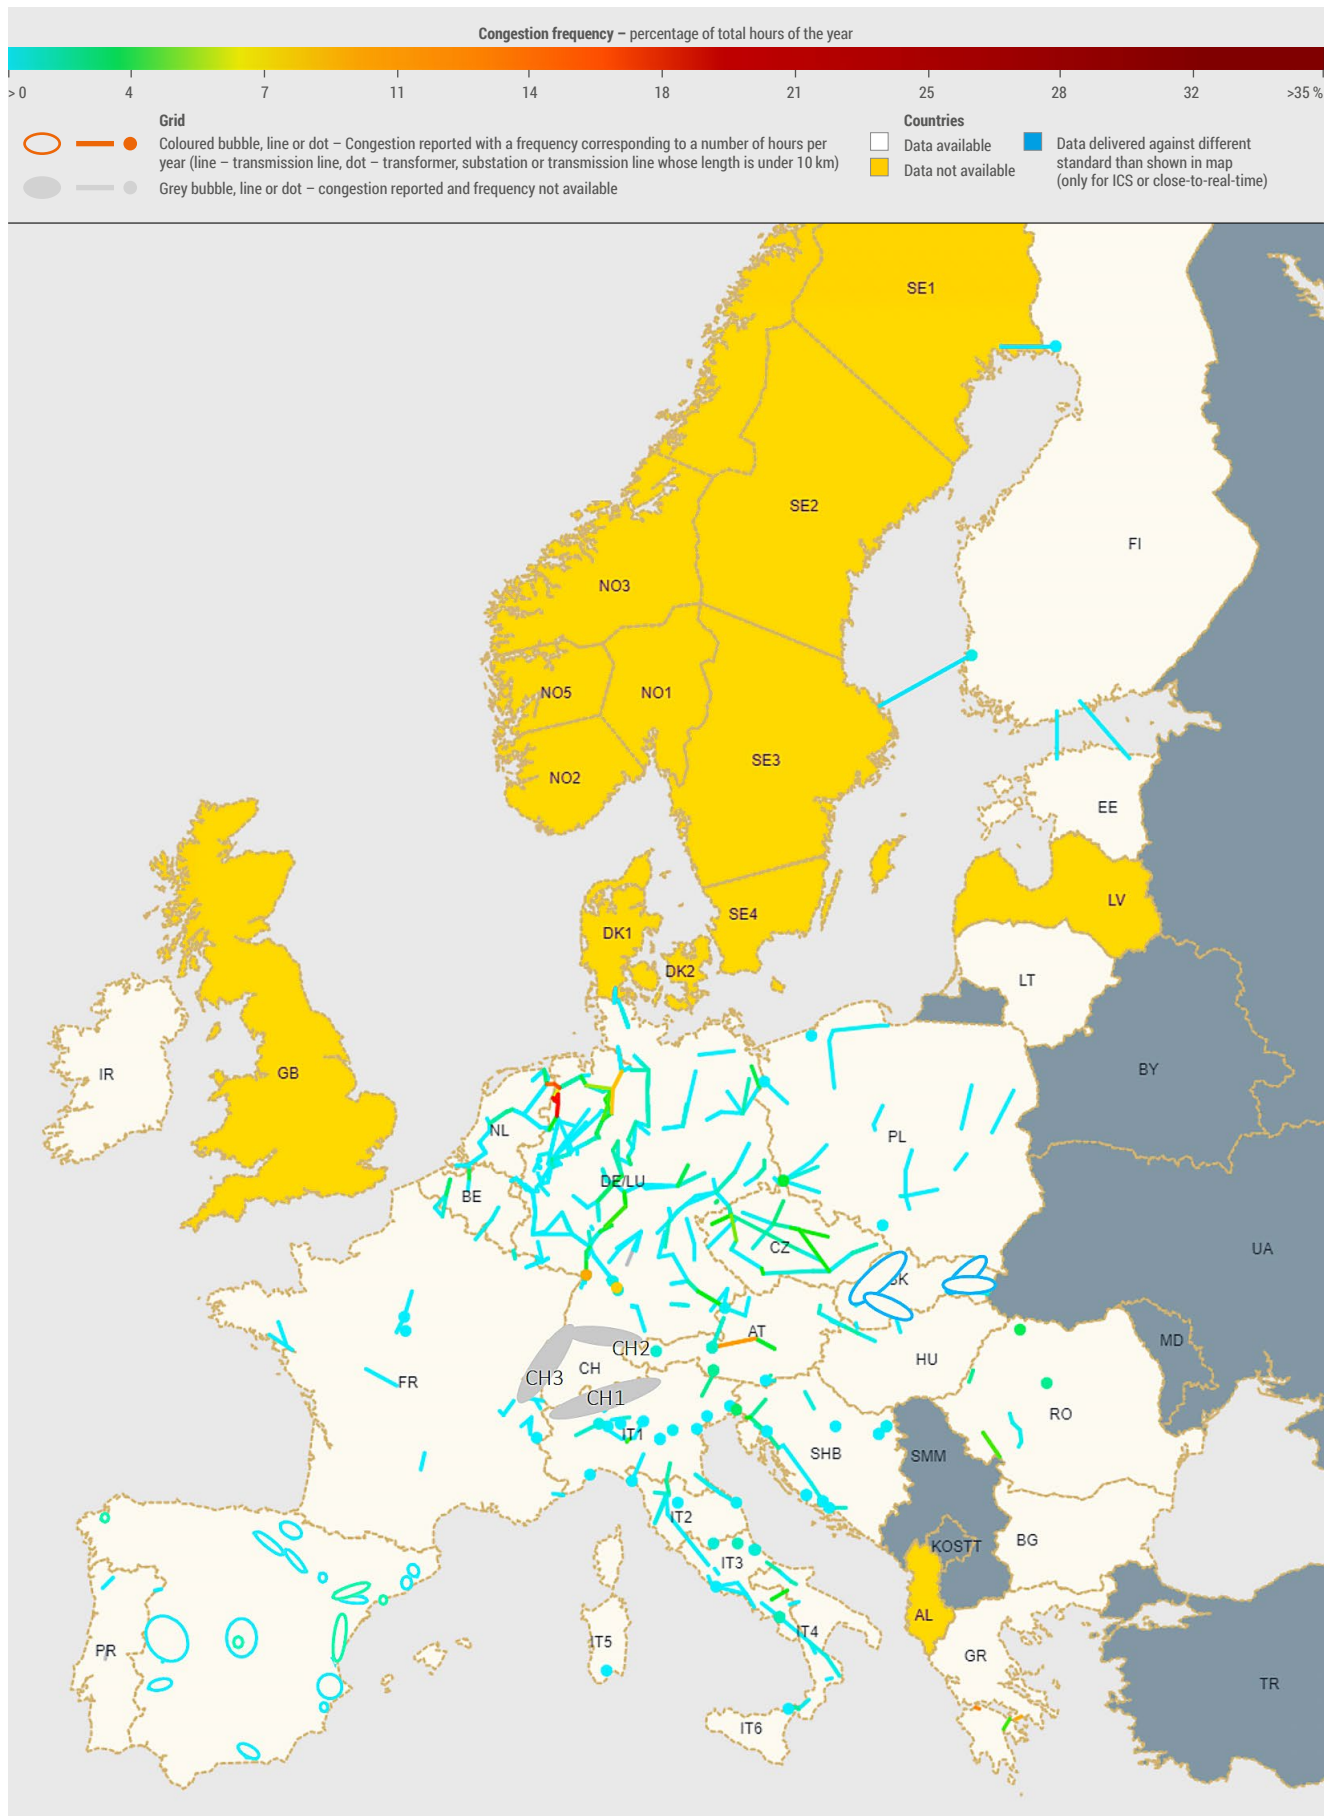 Congestion frequency – percentage of total hours of the year
> 0 4 7 11 14 18 21 25 28 32 >35 %
Grid
Coloured bubble, line or dot – Congestion reported with a frequency corresponding to a number of hours per
year (line – transmission line, dot – transformer, substation or transmission line whose length is under 10 km)
Grey bubble, line or dot – congestion reported and frequency not available
Countries
Data available
Data not available
Data delivered against different
standard than shown in map
(only for ICS or close-to-real-time)
SE1
SE2
FI
NO3
NO5
NO1
SE3
NO2
EE
LV
SE4
DK1
DK2
LT
IR
GB
BY
NL
PL
DE/LU
BE
CZ
UA
SK
AT
MD
CH2
HU
CH
CH3
FR
CH1
RO
IT1
SHB
SMM
IT2
BG
KOSTT
IT3
AL
IT4
IT5
PR
GR
TR
IT6